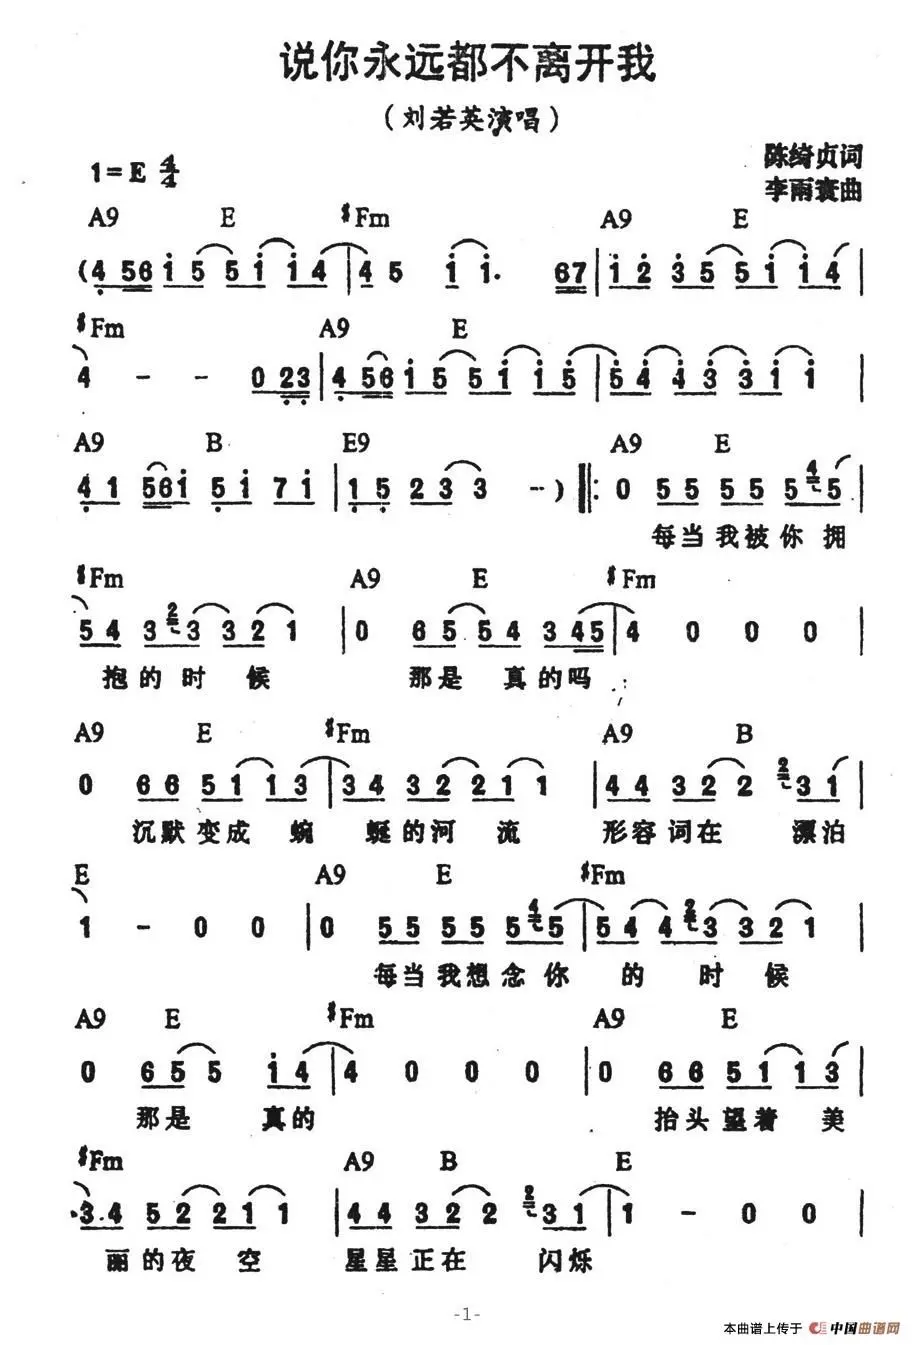 说你永远都不离开我
(刘若英演唱)
1=E 4/4
陈绮贞词
李雨寰曲
A9 E #Fm A9 E
(4 56 1 5 5 1 1 4 | 4 5 1 1. 67 | 1 2 3 5 5 1 1 4 |
#Fm A9 E
4 - - 0 23 | 4 56 1 5 5 1 1 5 | 5 4 4 3 3 1 1 1 |
A9 B E9 A9 E
4 1 56 1 5 1 7 1 | 1 5 2 3 3 - -) ‖: 0 5 5 5 5 5 4 5 |
每当我被你拥
#Fm A9 E #Fm
5 4 3 2 3 3 2 1 | 0 6 5 5 4 3 45 | 4 0 0 0 |
抱的时候 那是真的吗
A9 E #Fm A9 B
0 6 6 5 1 1 3 | 3 4 3 2 2 1 1 | 4 4 3 2 2 2 3 1 |
沉默变成蜿蜒的河流 形容词在漂泊
E A9 E #Fm
1 - 0 0 | 0 5 5 5 5 5 4 5 | 5 4 4 2 3 3 2 1 |
每当我想念你的时候
A9 E #Fm A9 E
0 6 5 5 1 4 | 4 0 0 0 | 0 6 6 5 1 1 3 |
那是真的 抬头望着美
#Fm A9 B E
3 4 5 2 2 1 1 | 4 4 3 2 2 2 3 1 | 1 - 0 0 |
丽的夜空 星星正在闪烁
-1-
本曲谱上传于 中国曲谱网